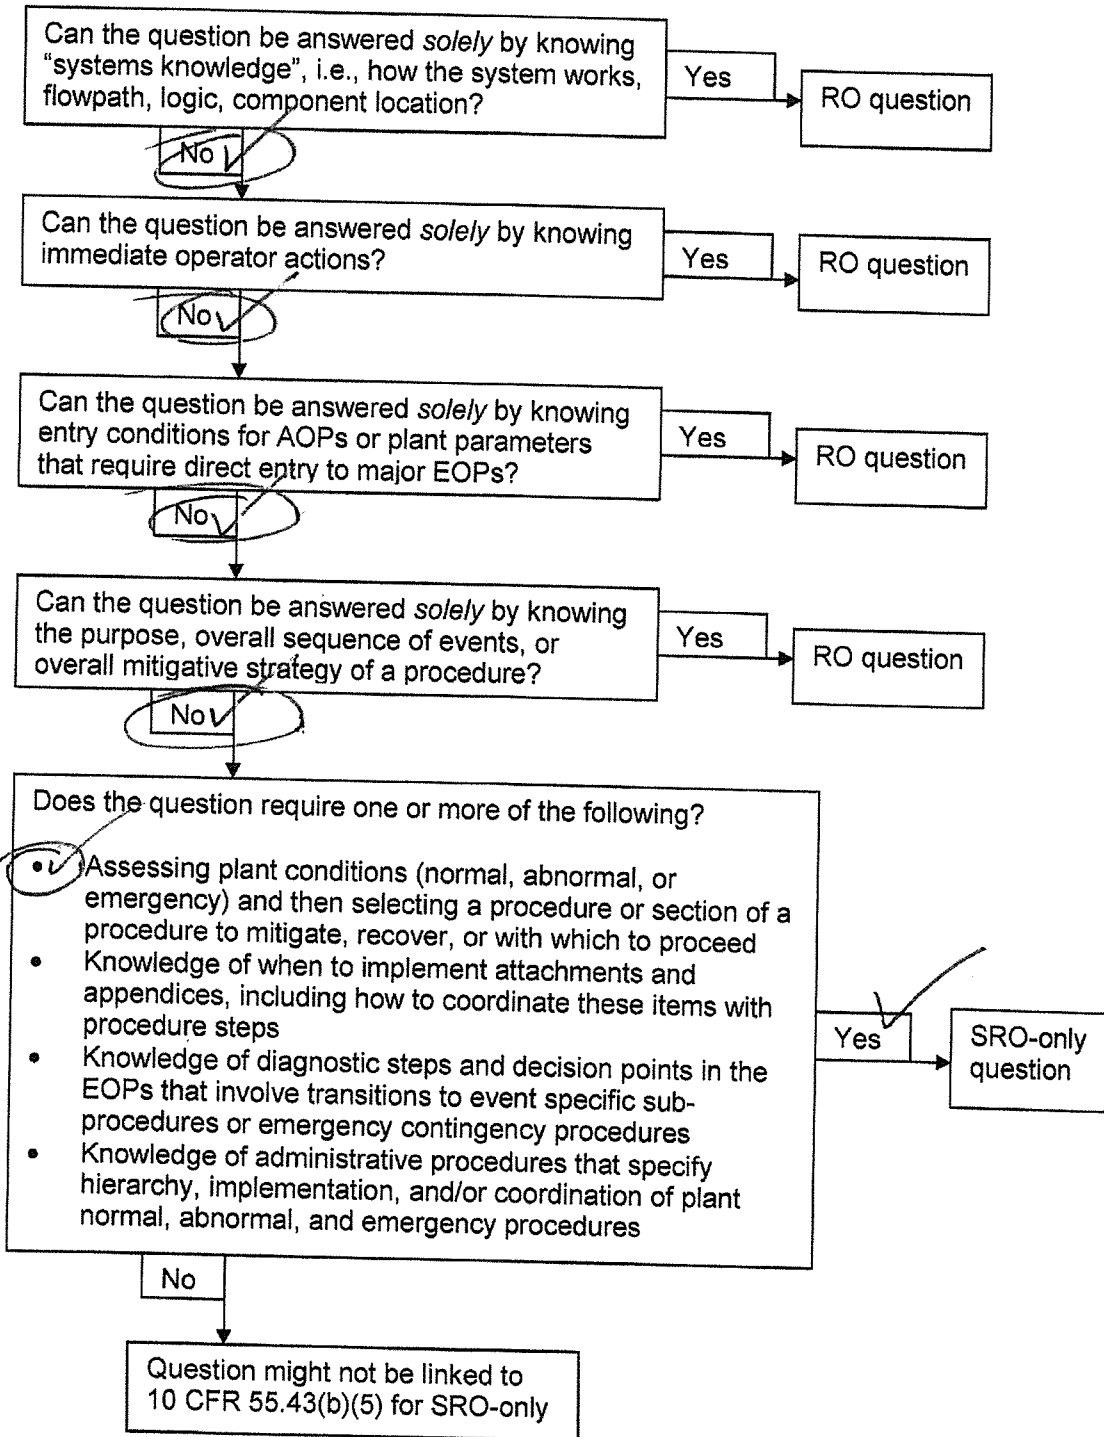 Can the question be answered solely by knowing
"systems knowledge", i.e., how the system works,
flowpath, logic, component location?
Yes
RO question
No
Can the question be answered solely by knowing
immediate operator actions?
Yes
RO question
No
Can the question be answered solely by knowing
entry conditions for AOPs or plant parameters
that require direct entry to major EOPs?
Yes
RO question
No
Can the question be answered solely by knowing
the purpose, overall sequence of events, or
overall mitigative strategy of a procedure?
Yes
RO question
No
Does the question require one or more of the following?
• Assessing plant conditions (normal, abnormal, or
emergency) and then selecting a procedure or section of a
procedure to mitigate, recover, or with which to proceed
• Knowledge of when to implement attachments and
appendices, including how to coordinate these items with
procedure steps
• Knowledge of diagnostic steps and decision points in the
EOPs that involve transitions to event specific sub-
procedures or emergency contingency procedures
• Knowledge of administrative procedures that specify
hierarchy, implementation, and/or coordination of plant
normal, abnormal, and emergency procedures
Yes
SRO-only
question
No
Question might not be linked to
10 CFR 55.43(b)(5) for SRO-only